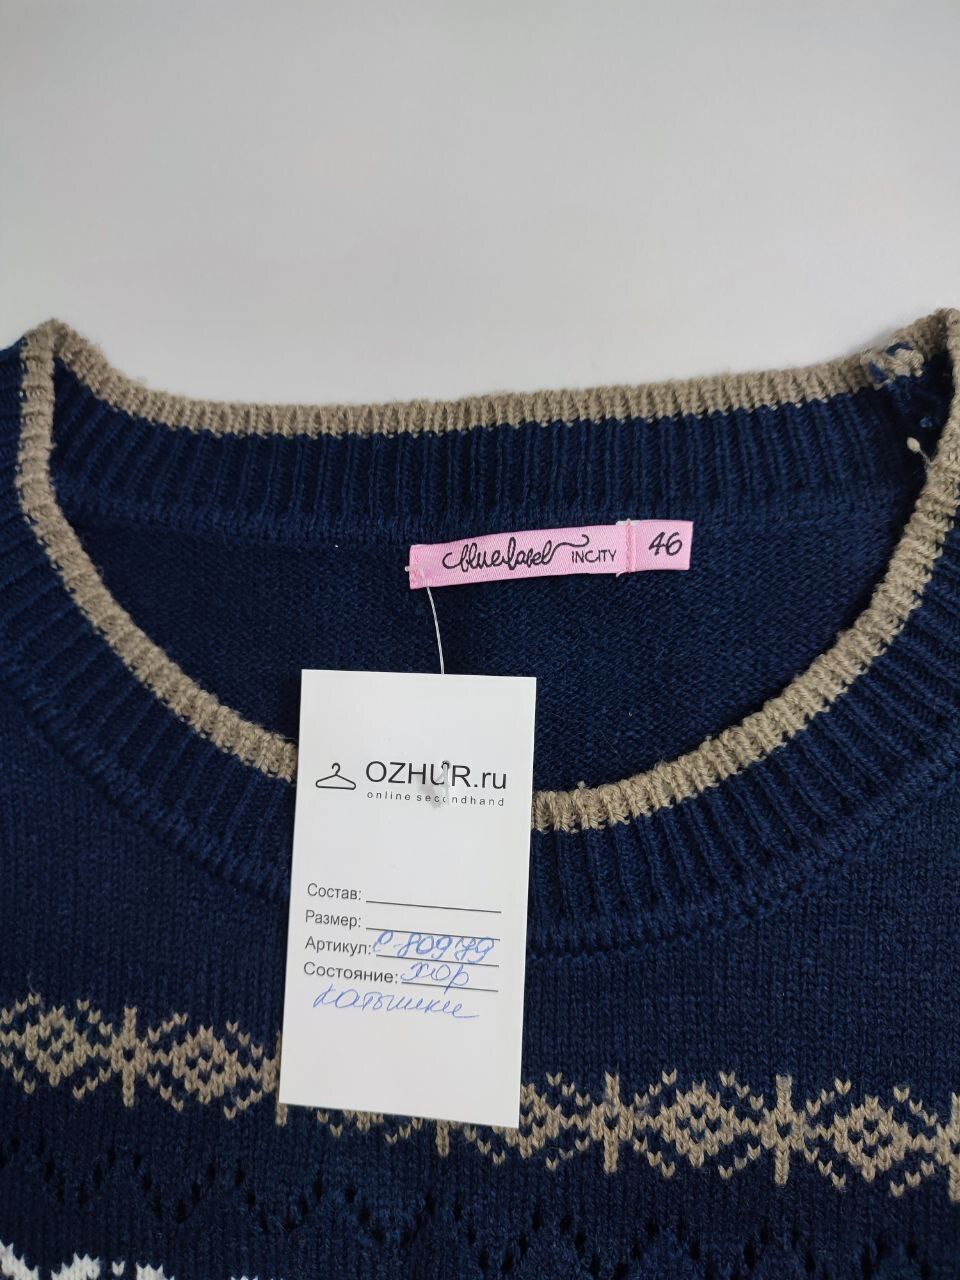 Blue label INCITY 46
OZHUR.ru
online secondhand
Состав:
Размер:
Артикул: С-80979
Состояние: хор
катышки